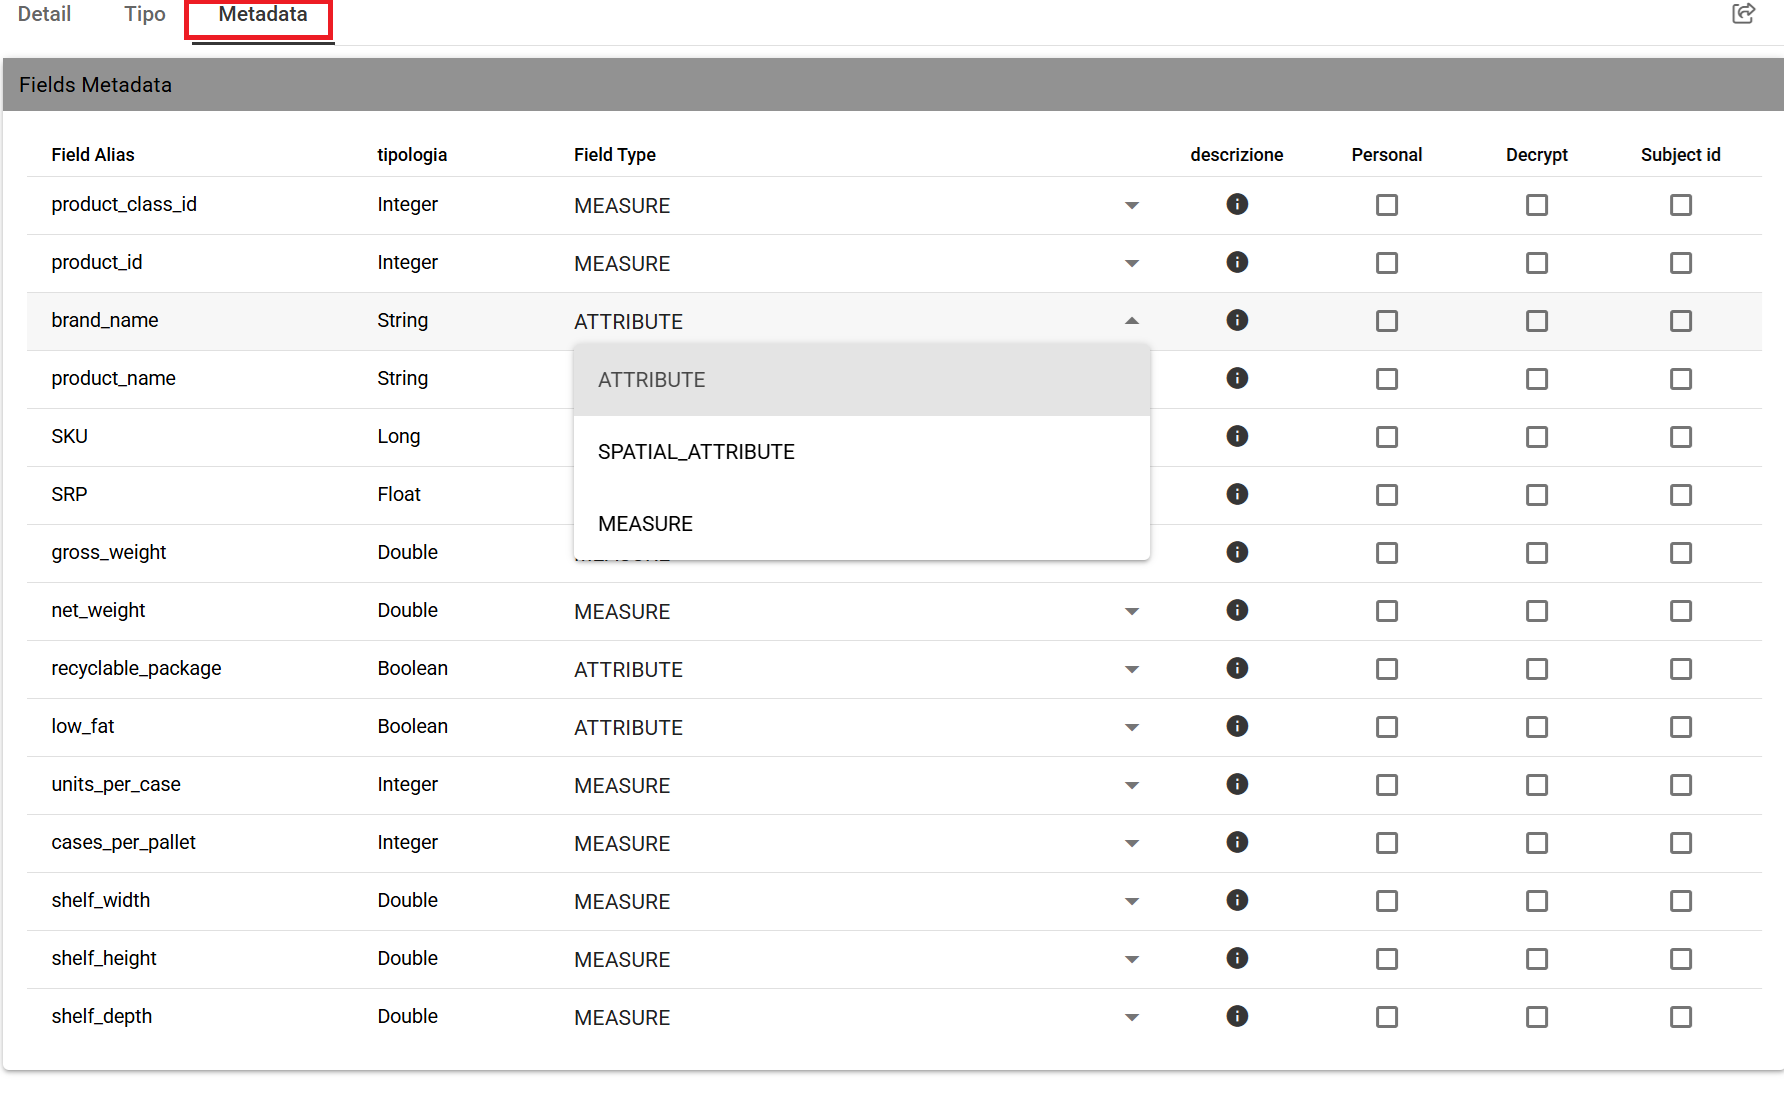 Detail Tipo Metadata
Fields Metadata
Field Alias tipologia Field Type descrizione Personal Decrypt Subject id
product_class_id Integer MEASURE
product_id Integer MEASURE
brand_name String ATTRIBUTE
product_name String
ATTRIBUTE
SKU Long
SPATIAL_ATTRIBUTE
SRP Float
MEASURE
gross_weight Double
net_weight Double MEASURE
recyclable_package Boolean ATTRIBUTE
low_fat Boolean ATTRIBUTE
units_per_case Integer MEASURE
cases_per_pallet Integer MEASURE
shelf_width Double MEASURE
shelf_height Double MEASURE
shelf_depth Double MEASURE